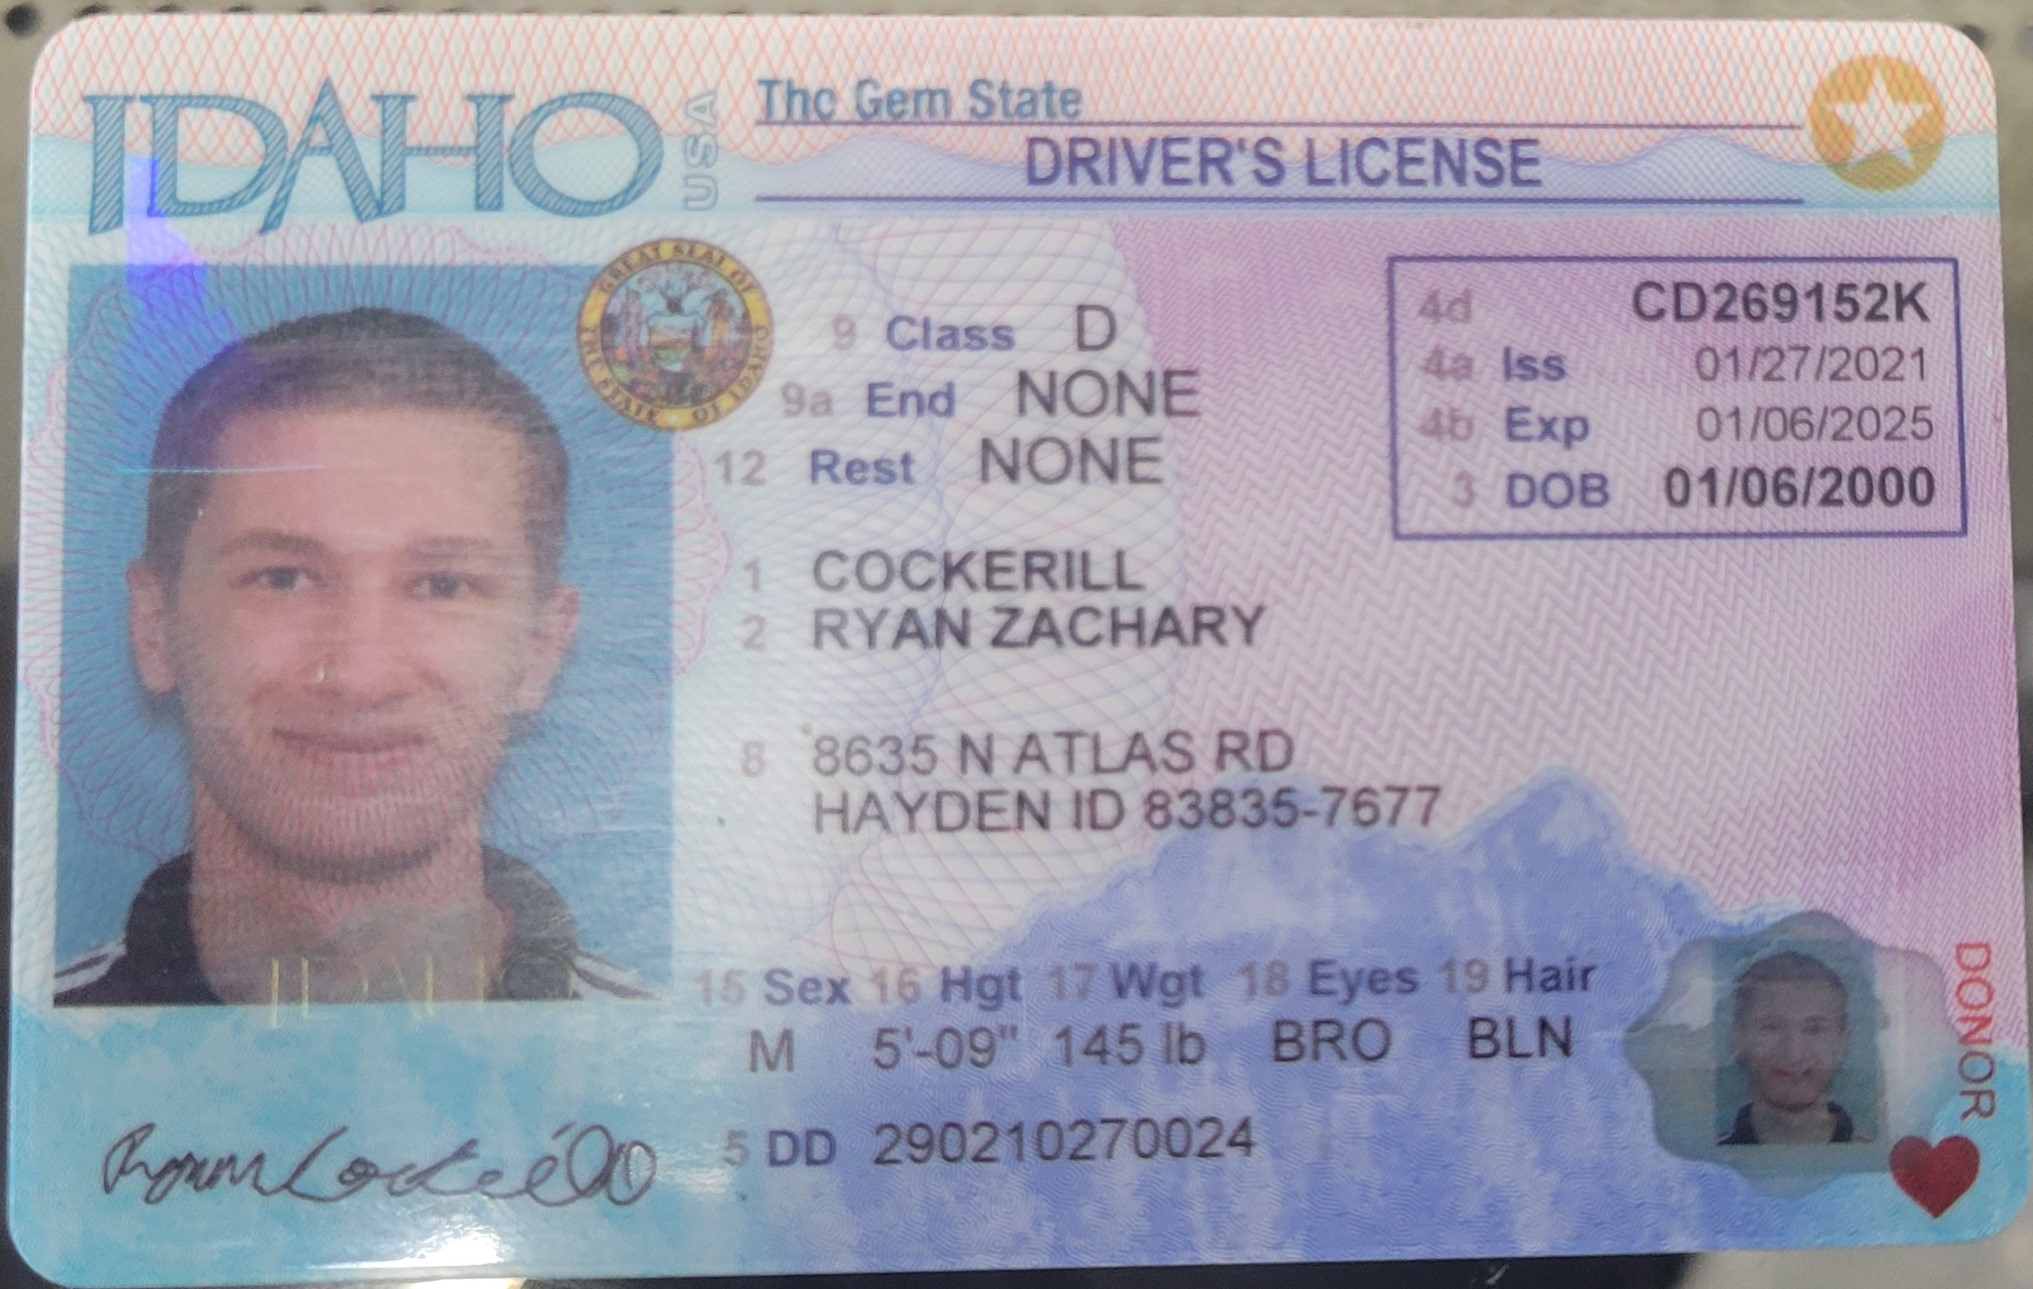 IDAHO USA
The Gem State
DRIVER'S LICENSE
GREAT SEAL OF THE STATE OF IDAHO
9 Class D
9a End NONE
12 Rest NONE
4d CD269152K
4a Iss 01/27/2021
4b Exp 01/06/2025
3 DOB 01/06/2000
1 COCKERILL
2 RYAN ZACHARY
8 8635 N ATLAS RD
HAYDEN ID 83835-7677
15 Sex 16 Hgt 17 Wgt 18 Eyes 19 Hair
M 5'-09" 145 lb BRO BLN
5 DD 290210270024
DONOR
Ryan Cockerill